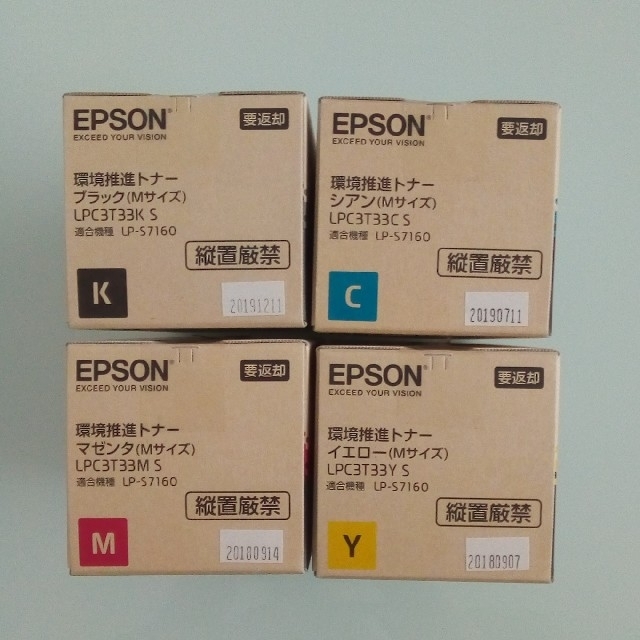 EPSON
EXCEED YOUR VISION
要返却
環境推進トナー
ブラック(Mサイズ)
LPC3T33K S
適合機種 LP-S7160
縦置厳禁
K
20191211
EPSON
EXCEED YOUR VISION
要返却
環境推進トナー
シアン(Mサイズ)
LPC3T33C S
適合機種 LP-S7160
縦置厳禁
C
20190711
EPSON
EXCEED YOUR VISION
要返却
環境推進トナー
マゼンタ(Mサイズ)
LPC3T33M S
適合機種 LP-S7160
縦置厳禁
M
20180914
EPSON
EXCEED YOUR VISION
要返却
環境推進トナー
イエロー(Mサイズ)
LPC3T33Y S
適合機種 LP-S7160
縦置厳禁
Y
20180907